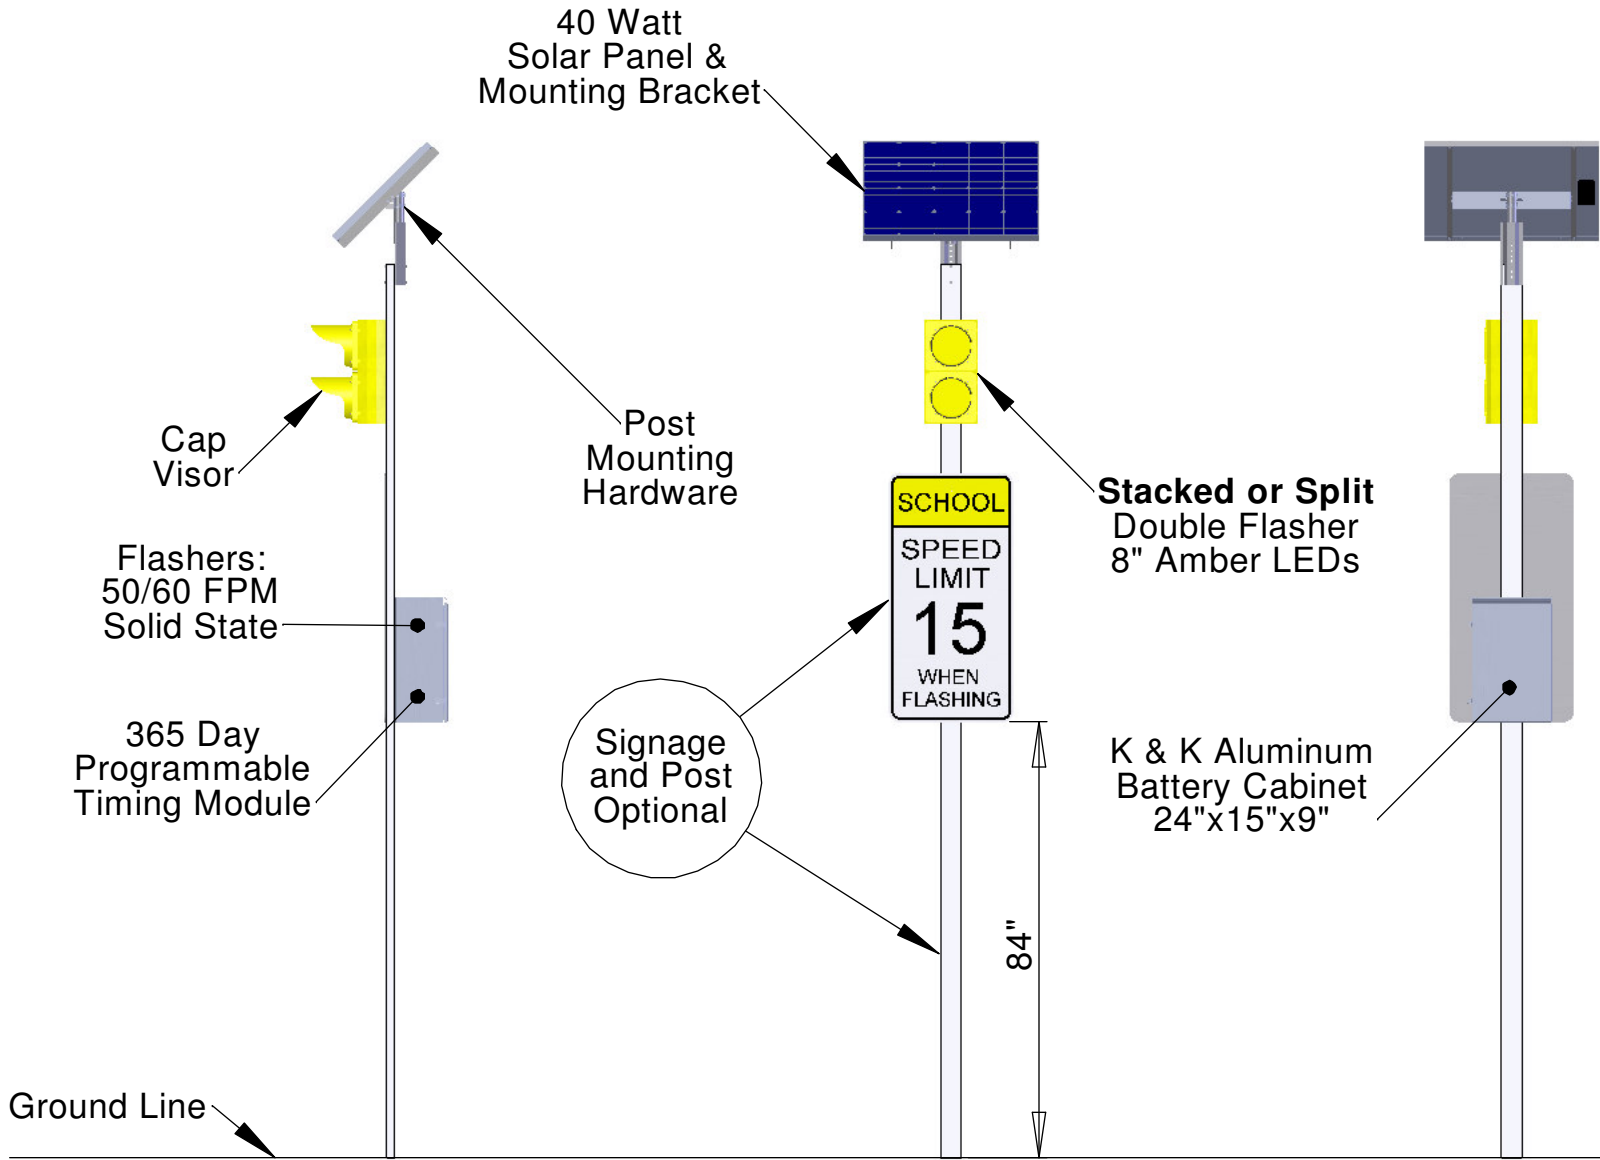 40 Watt
Solar Panel &
Mounting Bracket
Cap
Visor
Post
Mounting
Hardware
Stacked or Split
Double Flasher
8" Amber LEDs
SCHOOL
SPEED
LIMIT
15
WHEN
FLASHING
Flashers:
50/60 FPM
Solid State
365 Day
Programmable
Timing Module
Signage
and Post
Optional
K & K Aluminum
Battery Cabinet
24"x15"x9"
84"
Ground Line